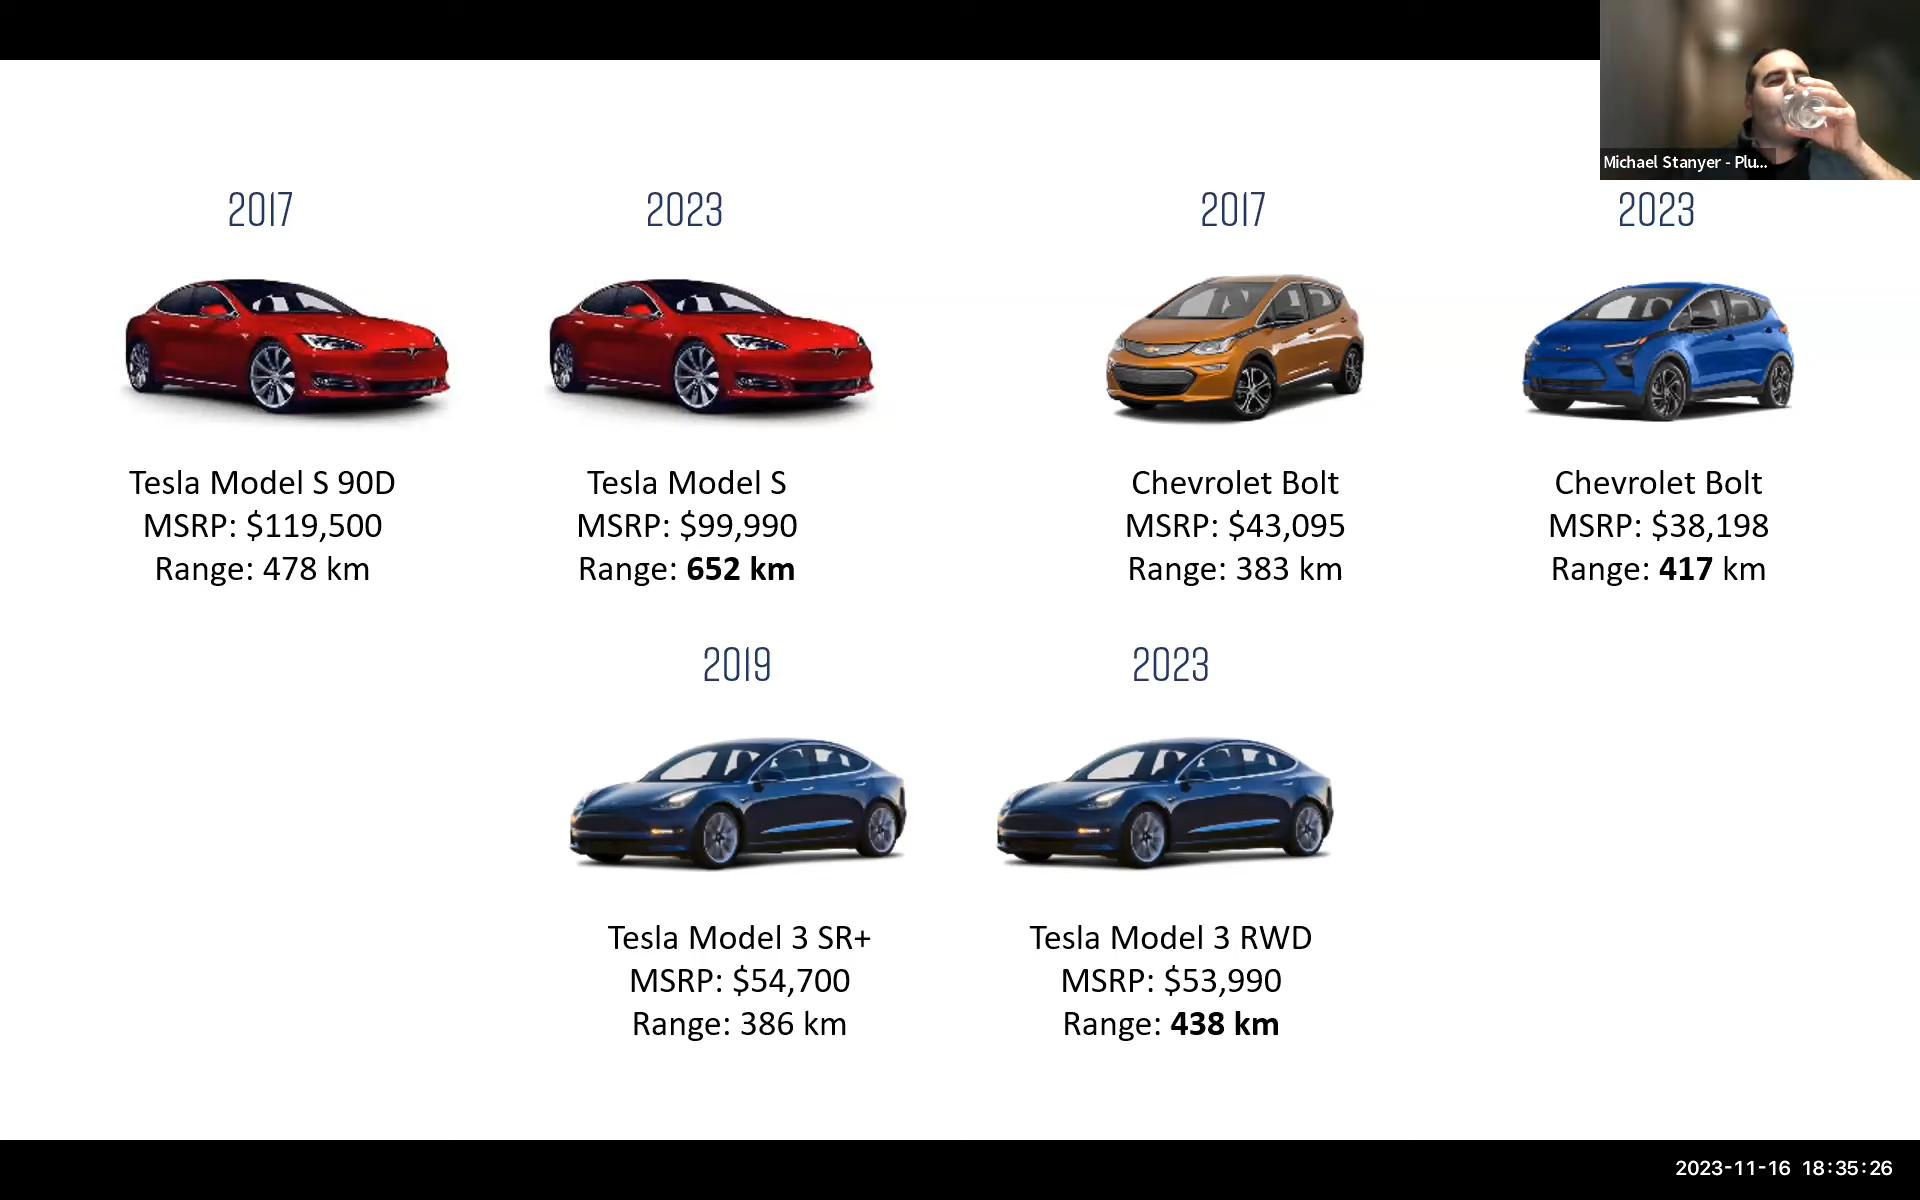 Michael Stanyer - Plu...
2017
2023
2017
2023
Tesla Model S 90D
MSRP: $119,500
Range: 478 km
Tesla Model S
MSRP: $99,990
Range: 652 km
Chevrolet Bolt
MSRP: $43,095
Range: 383 km
Chevrolet Bolt
MSRP: $38,198
Range: 417 km
2019
2023
Tesla Model 3 SR+
MSRP: $54,700
Range: 386 km
Tesla Model 3 RWD
MSRP: $53,990
Range: 438 km
2023-11-16 18:35:26